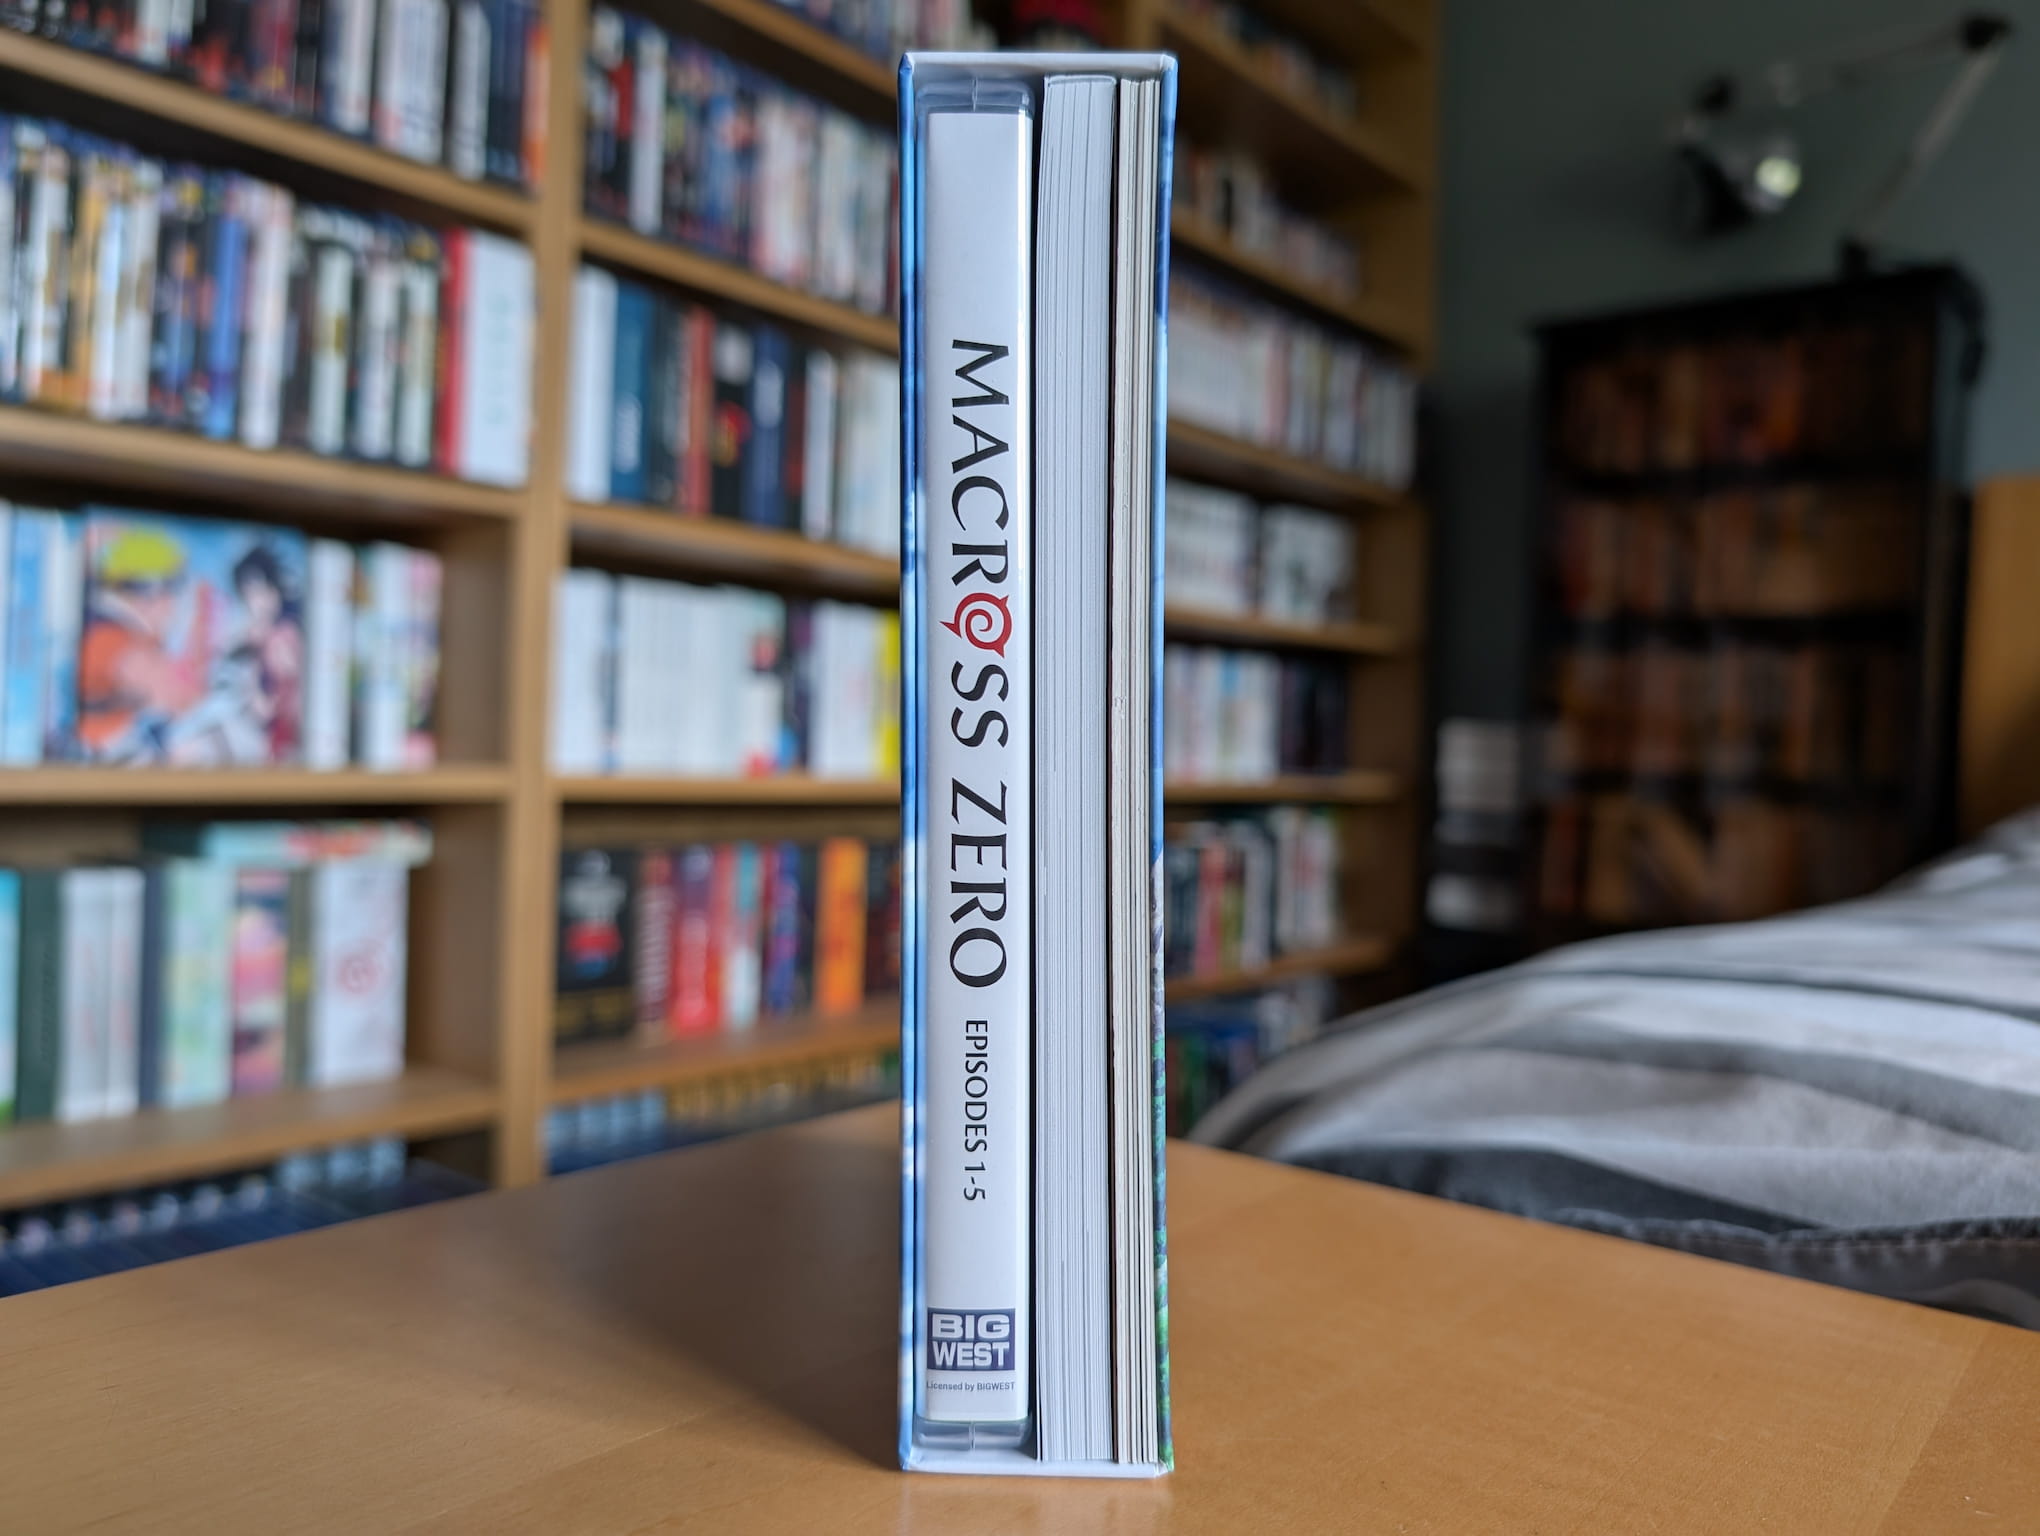 MACROSS ZERO
EPISODES 1-5
BIG
WEST
Licensed by BIGWEST